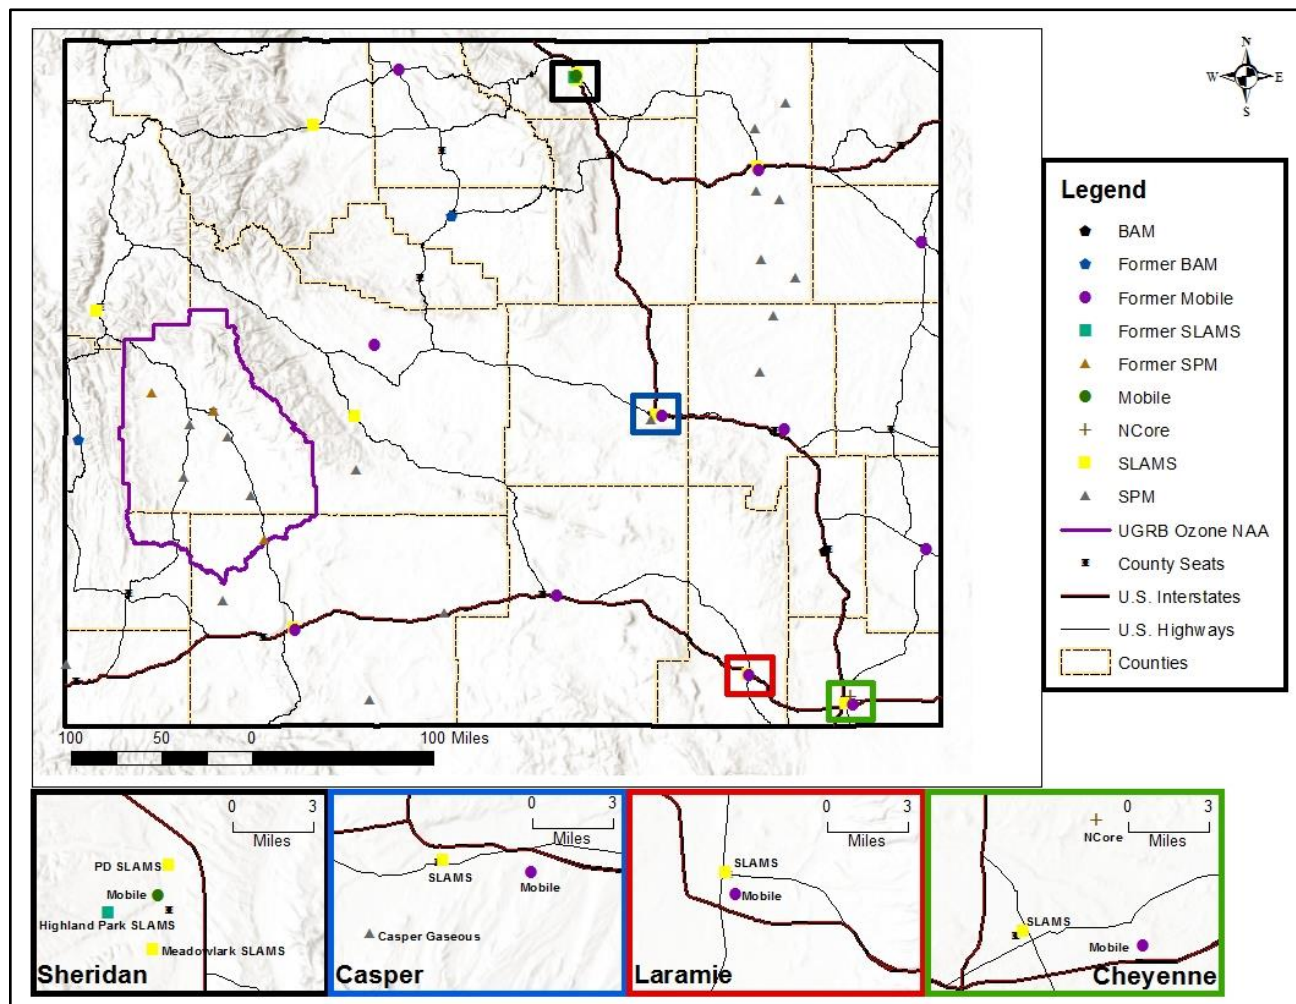 N
W E
S
Legend
BAM
Former BAM
Former Mobile
Former SLAMS
Former SPM
Mobile
NCore
SLAMS
SPM
UGRB Ozone NAA
County Seats
U.S. Interstates
U.S. Highways
Counties
100 50 0 100 Miles
0 3
Miles
PD SLAMS
Mobile
Highland Park SLAMS
Meadowlark SLAMS
Sheridan
0 3
Miles
SLAMS
Mobile
Casper Gaseous
Casper
0 3
Miles
SLAMS
Mobile
Laramie
0 3
Miles
NCore
SLAMS
Mobile
Cheyenne